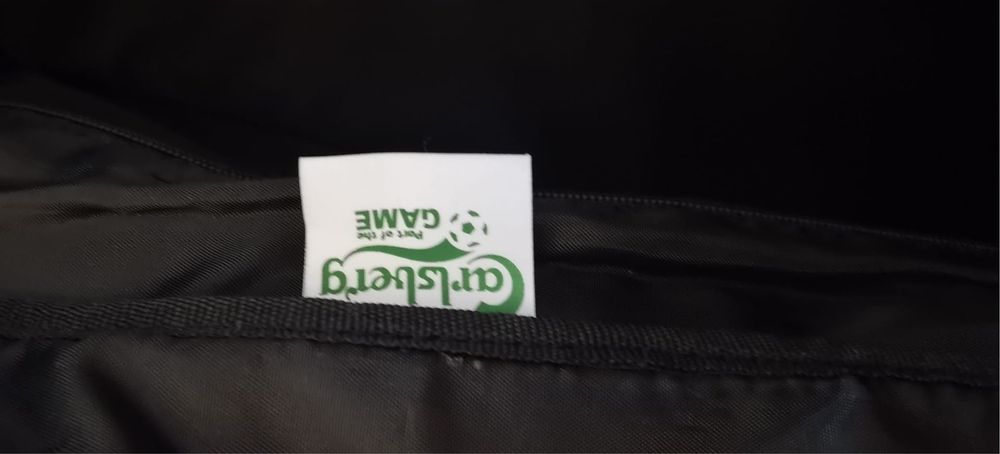 Carlsberg
Part of the
GAME